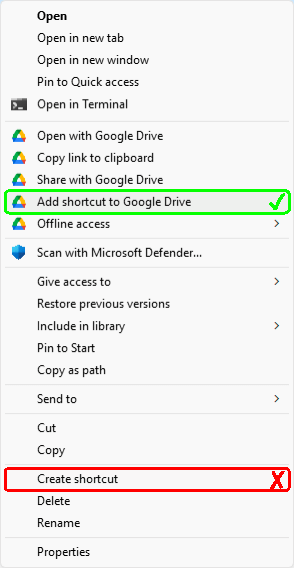 Open
Open in new tab
Open in new window
Pin to Quick access
Open in Terminal
Open with Google Drive
Copy link to clipboard
Share with Google Drive
Add shortcut to Google Drive
Offline access
Scan with Microsoft Defender...
Give access to
Restore previous versions
Include in library
Pin to Start
Copy as path
Send to
Cut
Copy
Create shortcut
Delete
Rename
Properties